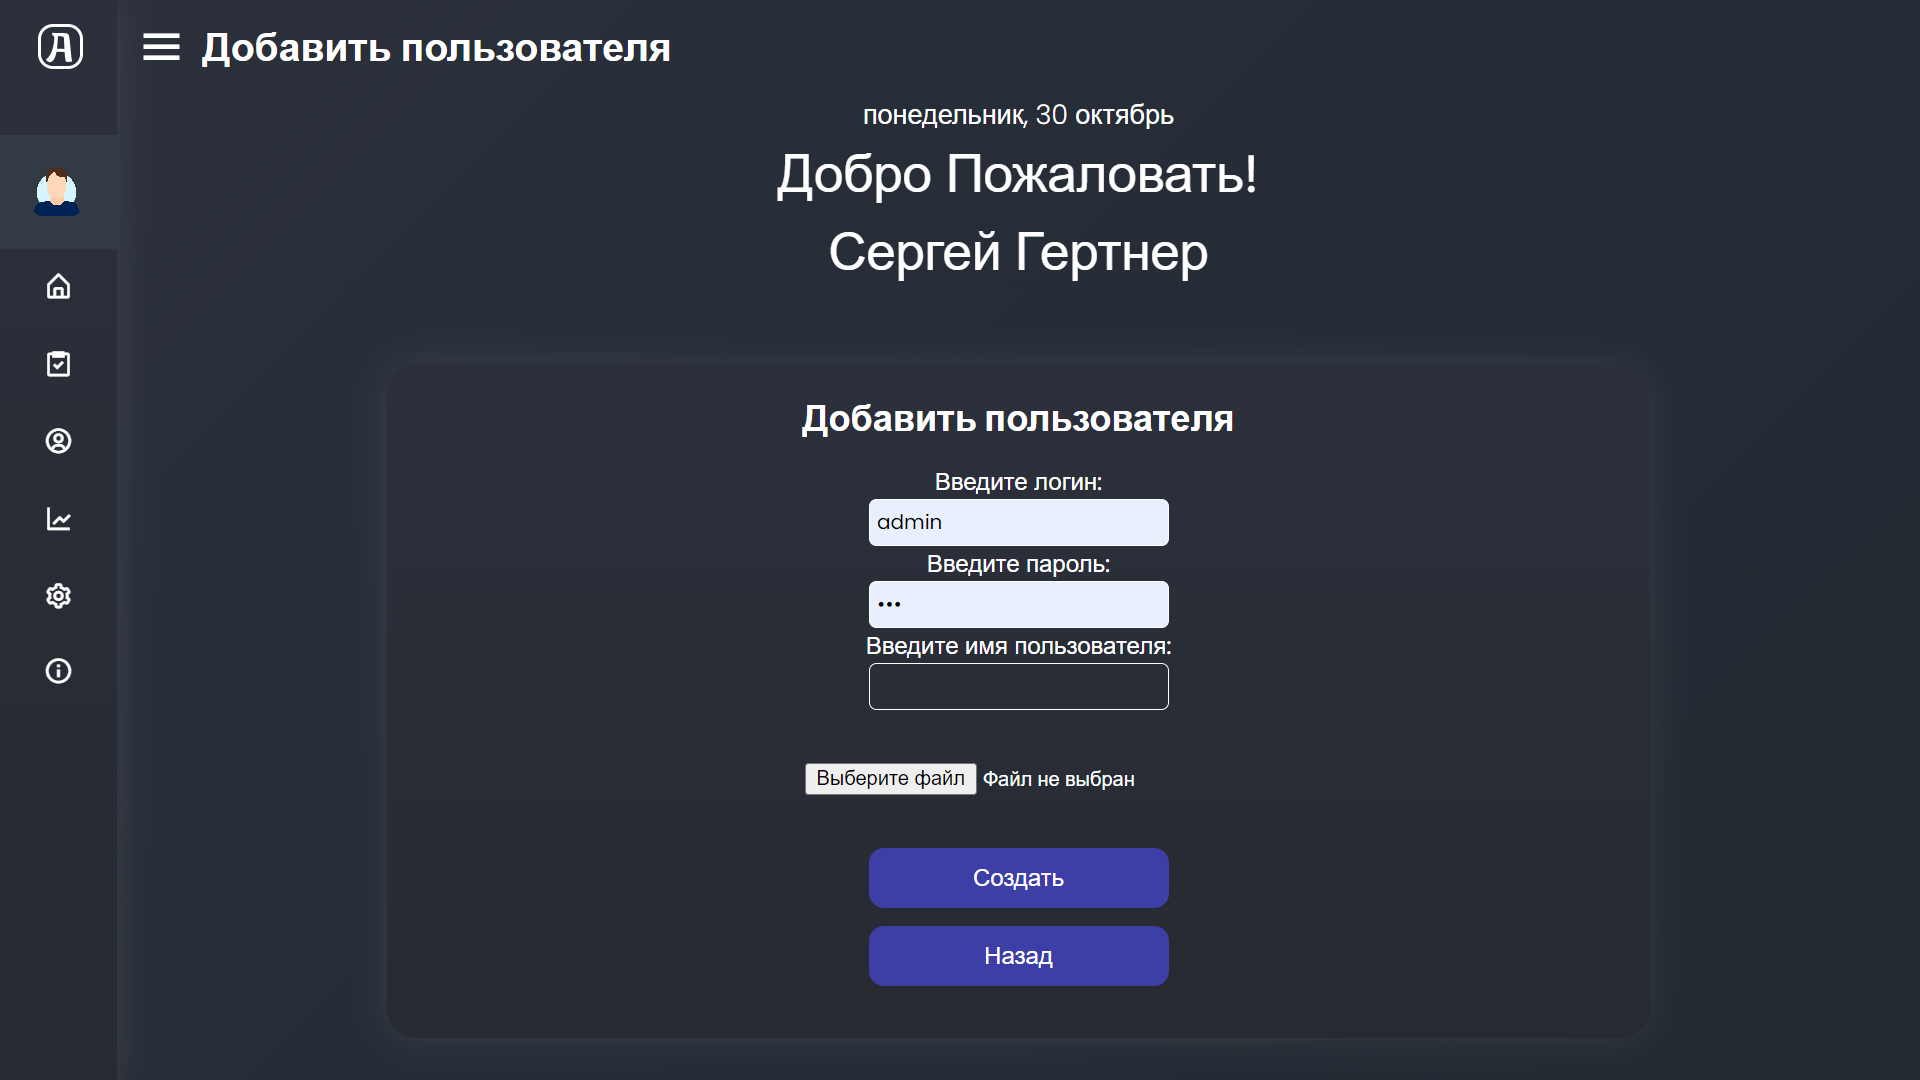 Добавить пользователя
понедельник, 30 октябрь
Добро Пожаловать!
Сергей Гертнер
Добавить пользователя
Введите логин:
admin
Введите пароль:
•••
Введите имя пользователя:
Выберите файл Файл не выбран
Создать
Назад